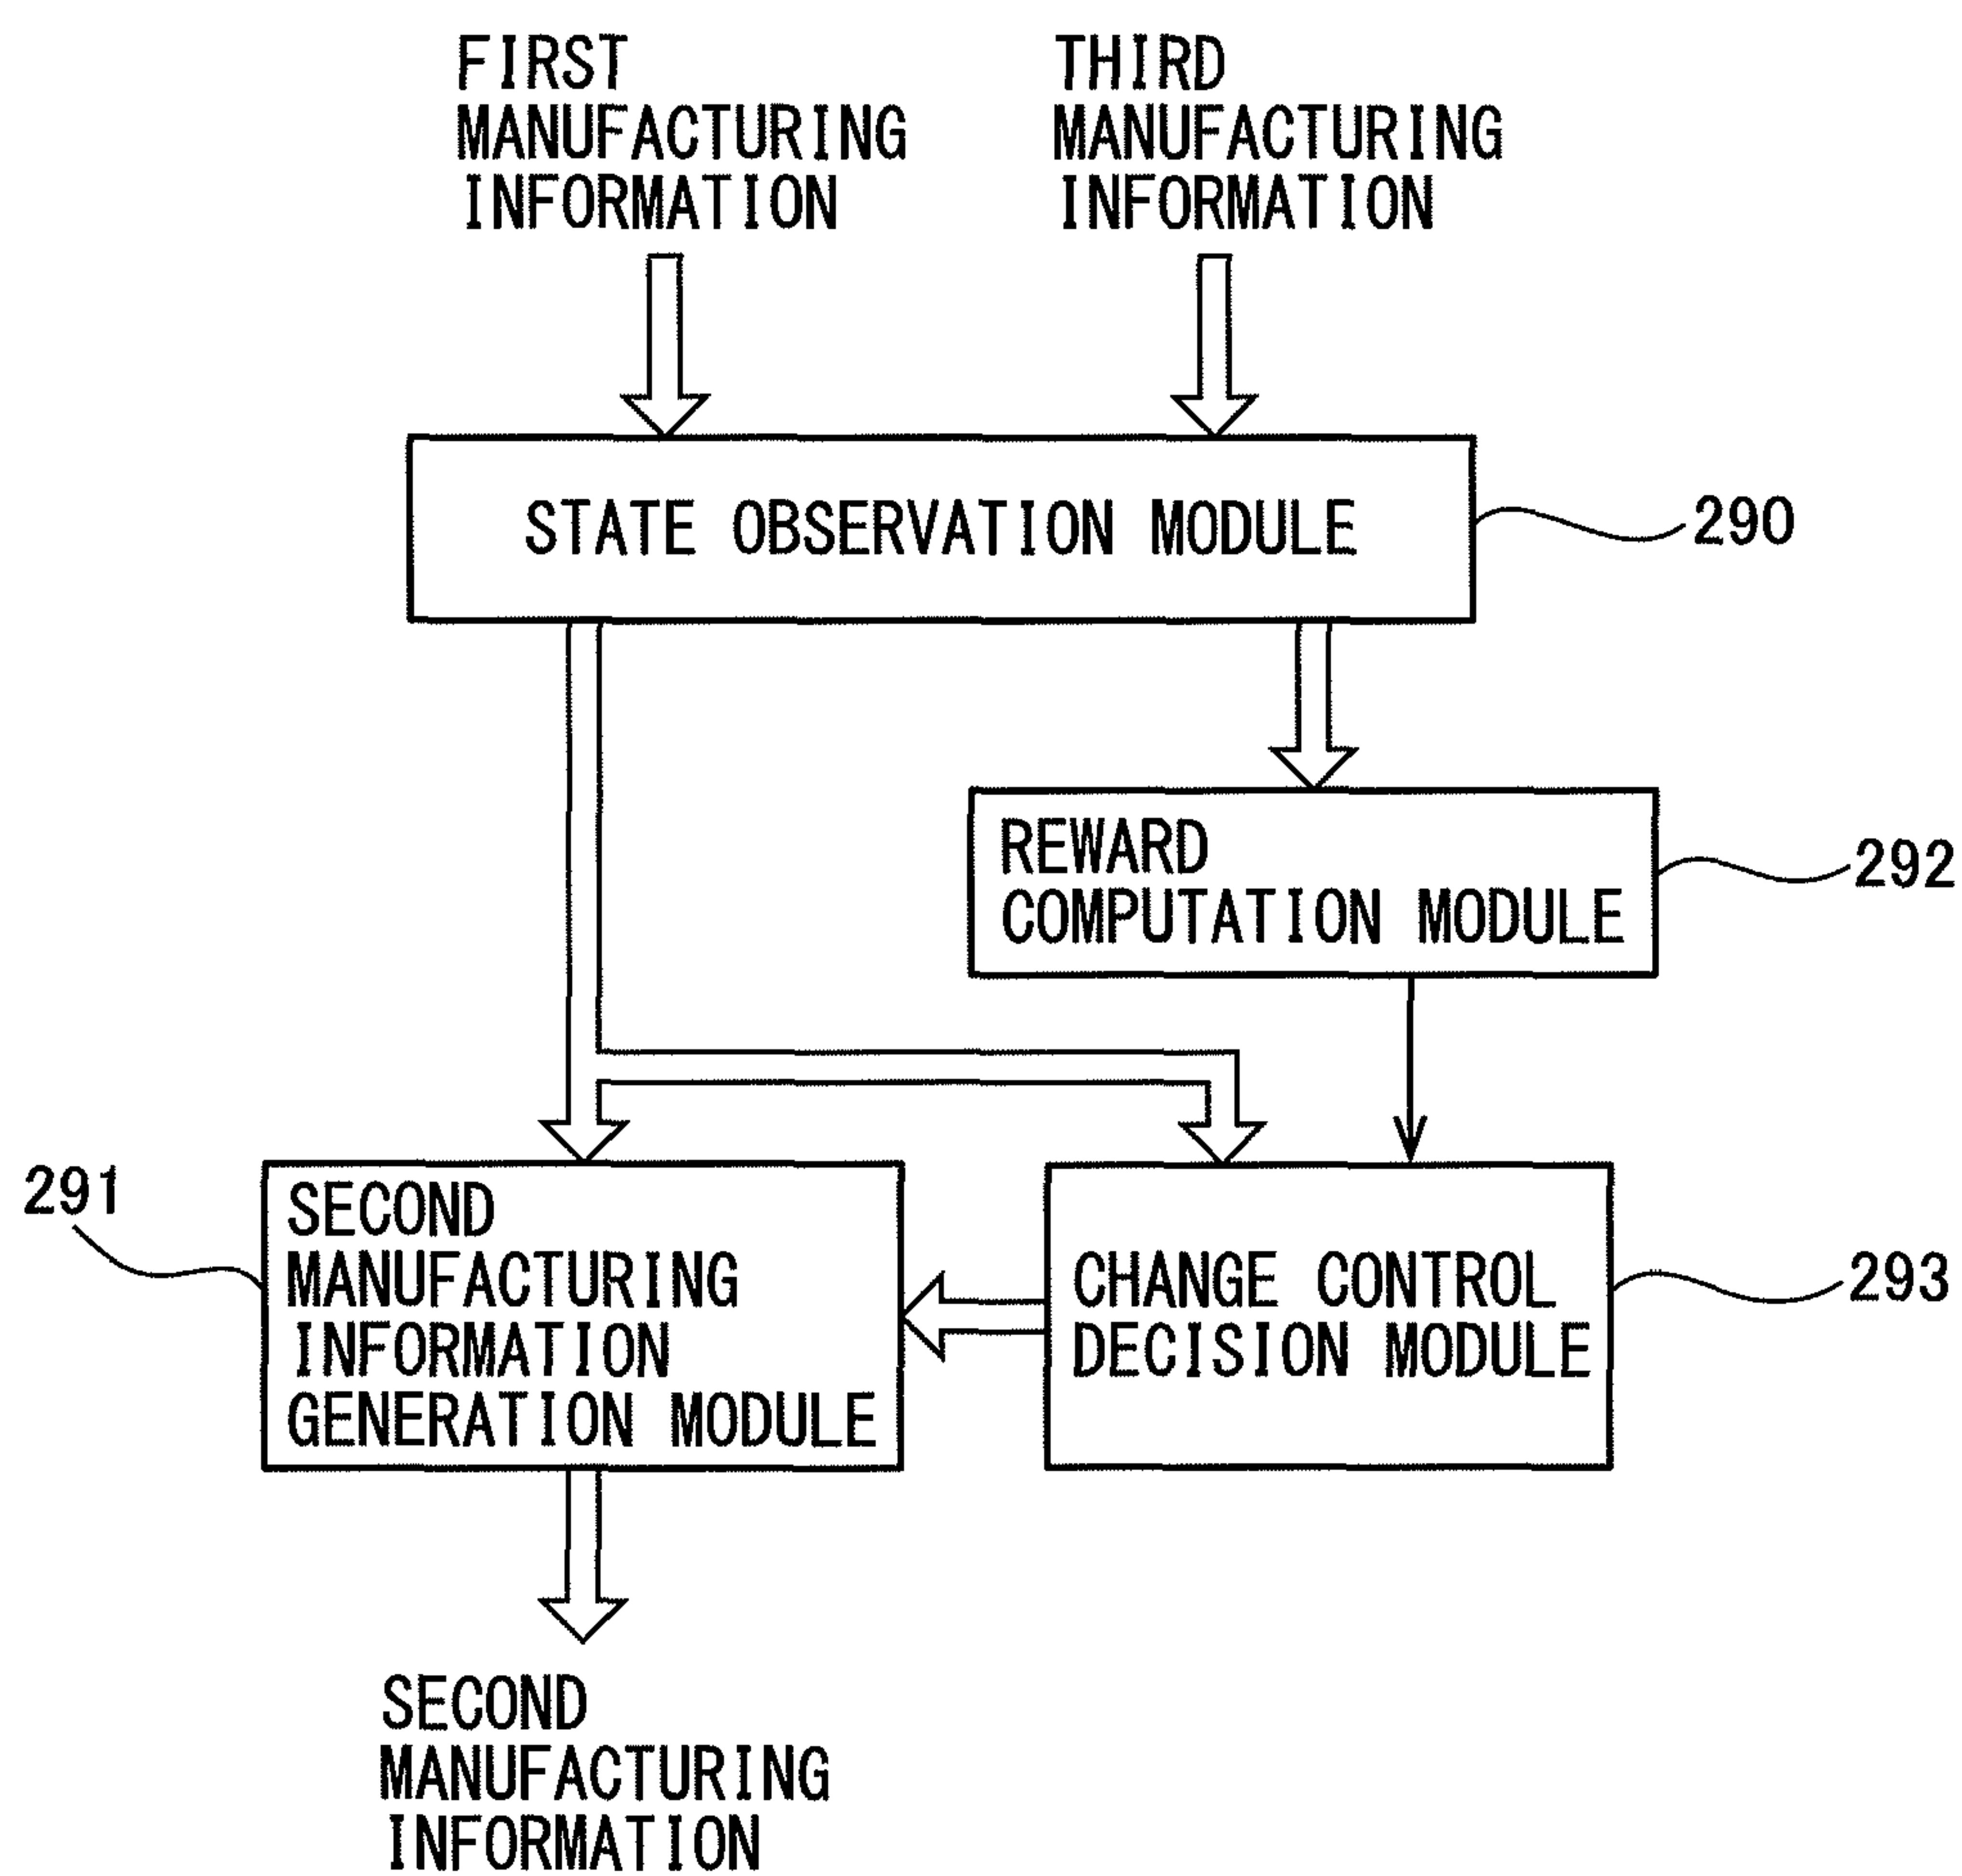 FIRST
MANUFACTURING
INFORMATION
THIRD
MANUFACTURING
INFORMATION
STATE OBSERVATION MODULE
290
REWARD
COMPUTATION MODULE
292
291
SECOND
MANUFACTURING
INFORMATION
GENERATION MODULE
CHANGE CONTROL
DECISION MODULE
293
SECOND
MANUFACTURING
INFORMATION